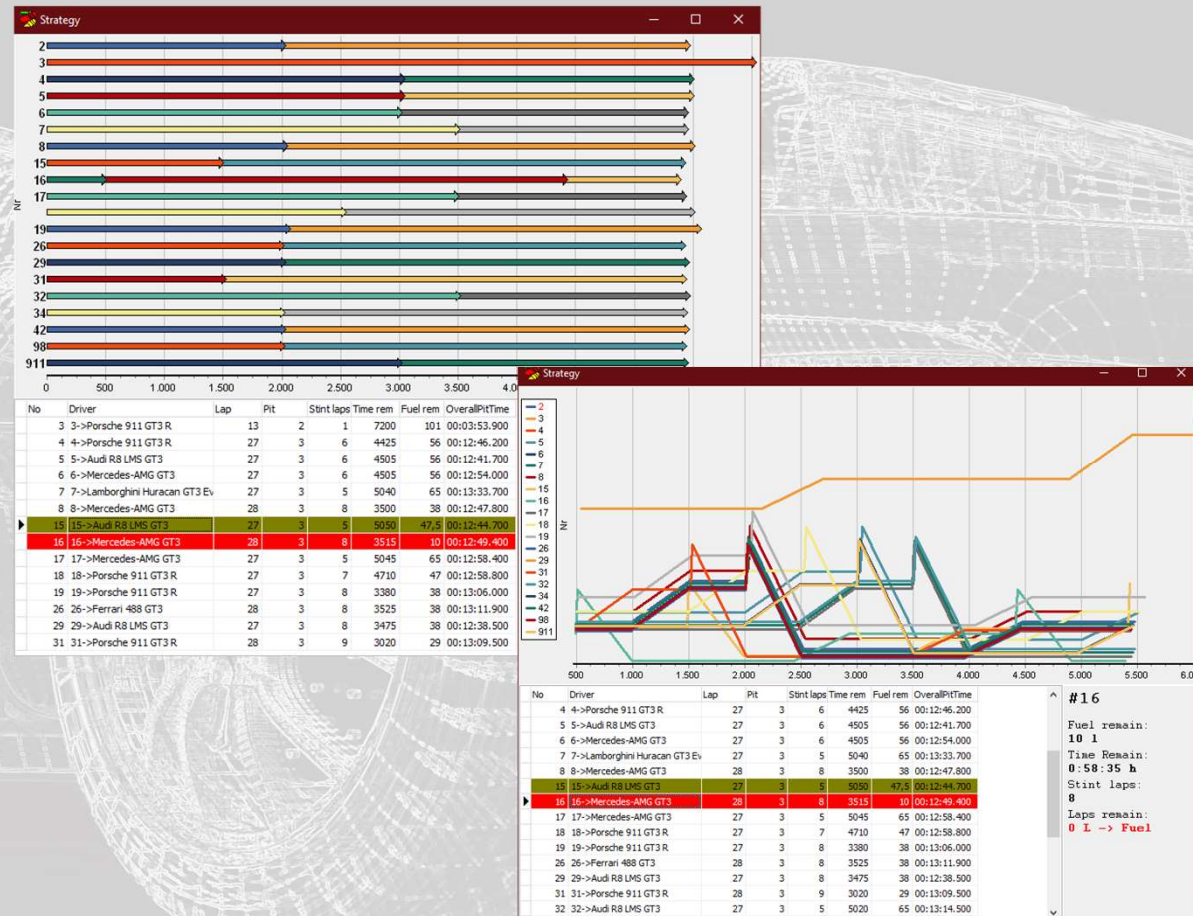 Strategy
2
3
4
5
6
7
8
15
16
17
19
26
29
31
32
34
42
98
911
Nr
0 500 1.000 1.500 2.000 2.500 3.000 3.500 4.0
No Driver Lap Pit Stint laps Time rem Fuel rem OverallPitTime
3 3->Porsche 911 GT3 R 13 2 1 7200 101 00:03:53.900
4 4->Porsche 911 GT3 R 27 3 6 4425 56 00:12:46.200
5 5->Audi R8 LMS GT3 27 3 6 4505 56 00:12:41.700
6 6->Mercedes-AMG GT3 27 3 6 4505 56 00:12:54.000
7 7->Lamborghini Huracan GT3 Ev 27 3 5 5040 65 00:13:33.700
8 8->Mercedes-AMG GT3 28 3 8 3500 38 00:12:47.800
15 15->Audi R8 LMS GT3 27 3 5 5050 47,5 00:12:44.700
16 16->Mercedes-AMG GT3 28 3 8 3515 10 00:12:49.400
17 17->Mercedes-AMG GT3 27 3 5 5045 65 00:12:58.400
18 18->Porsche 911 GT3 R 27 3 7 4710 47 00:12:58.800
19 19->Porsche 911 GT3 R 27 3 8 3380 38 00:13:06.000
26 26->Ferrari 488 GT3 28 3 8 3525 38 00:13:11.900
29 29->Audi R8 LMS GT3 27 3 8 3475 38 00:12:38.500
31 31->Porsche 911 GT3 R 28 3 9 3020 29 00:13:09.500
Strategy
2
3
4
5
6
7
8
15
16
17
18
19
26
29
31
32
34
42
98
911
Nr
500 1.000 1.500 2.000 2.500 3.000 3.500 4.000 4.500 5.000 5.500 6.0
No Driver Lap Pit Stint laps Time rem Fuel rem OverallPitTime
4 4->Porsche 911 GT3 R 27 3 6 4425 56 00:12:46.200
5 5->Audi R8 LMS GT3 27 3 6 4505 56 00:12:41.700
6 6->Mercedes-AMG GT3 27 3 6 4505 56 00:12:54.000
7 7->Lamborghini Huracan GT3 Ev 27 3 5 5040 65 00:13:33.700
8 8->Mercedes-AMG GT3 28 3 8 3500 38 00:12:47.800
15 15->Audi R8 LMS GT3 27 3 5 5050 47,5 00:12:44.700
16 16->Mercedes-AMG GT3 28 3 8 3515 10 00:12:49.400
17 17->Mercedes-AMG GT3 27 3 5 5045 65 00:12:58.400
18 18->Porsche 911 GT3 R 27 3 7 4710 47 00:12:58.800
19 19->Porsche 911 GT3 R 27 3 8 3380 38 00:13:06.000
26 26->Ferrari 488 GT3 28 3 8 3525 38 00:13:11.900
29 29->Audi R8 LMS GT3 27 3 8 3475 38 00:12:38.500
31 31->Porsche 911 GT3 R 28 3 9 3020 29 00:13:09.500
32 32->Audi R8 LMS GT3 27 3 5 5020 65 00:13:14.500
#16
Fuel remain:
10 l
Time Remain:
0:58:35 h
Stint laps:
8
Laps remain:
0 L -> Fuel